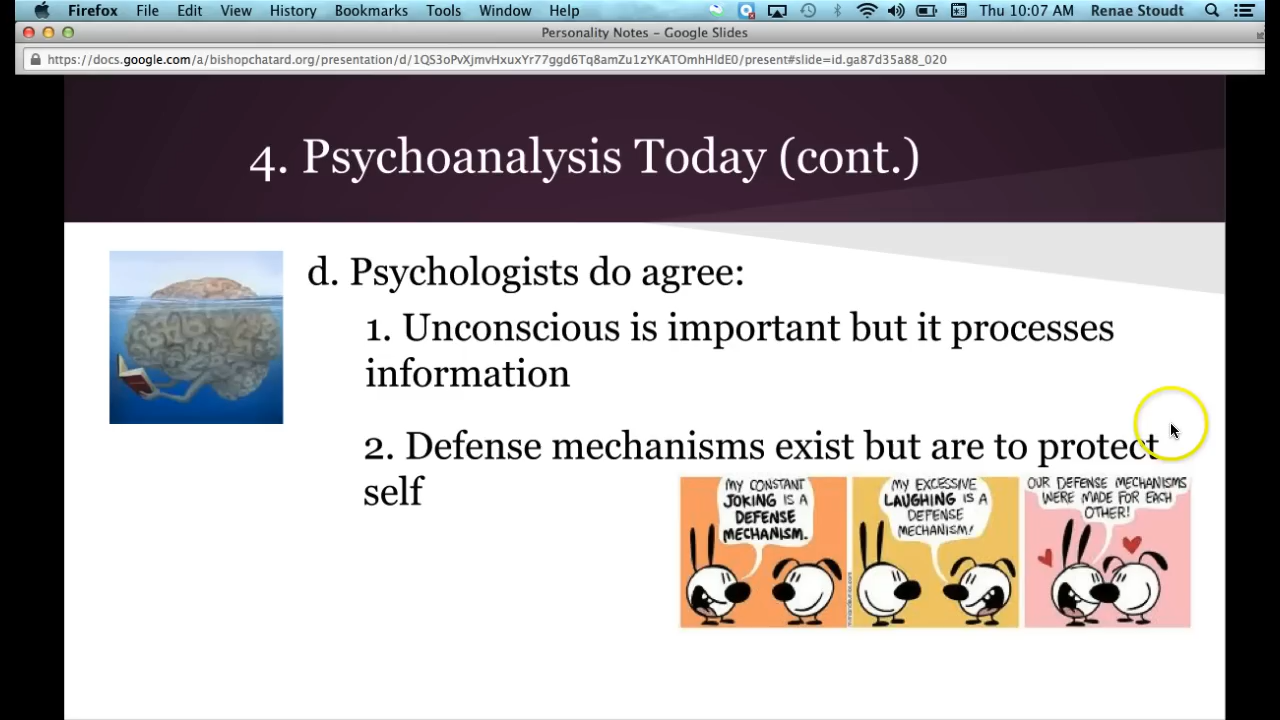 Firefox File Edit View History Bookmarks Tools Window Help Thu 10:07 AM Renae Stoudt
Personality Notes – Google Slides
https://docs.google.com/a/bishopchatard.org/presentation/d/1QS3oPvXjmvHxuxYr77ggd6Tq8amZu1zYKATOmhHIdE0/present#slide=id.ga87d35a88_020
4. Psychoanalysis Today (cont.)
d. Psychologists do agree:
1. Unconscious is important but it processes
information
2. Defense mechanisms exist but are to protect
self
MY CONSTANT
JOKING IS A
DEFENSE
MECHANISM.
MY EXCESSIVE
LAUGHING IS A
DEFENSE
MECHANISM!
OUR DEFENSE MECHANISMS
WERE MADE FOR EACH
OTHER!